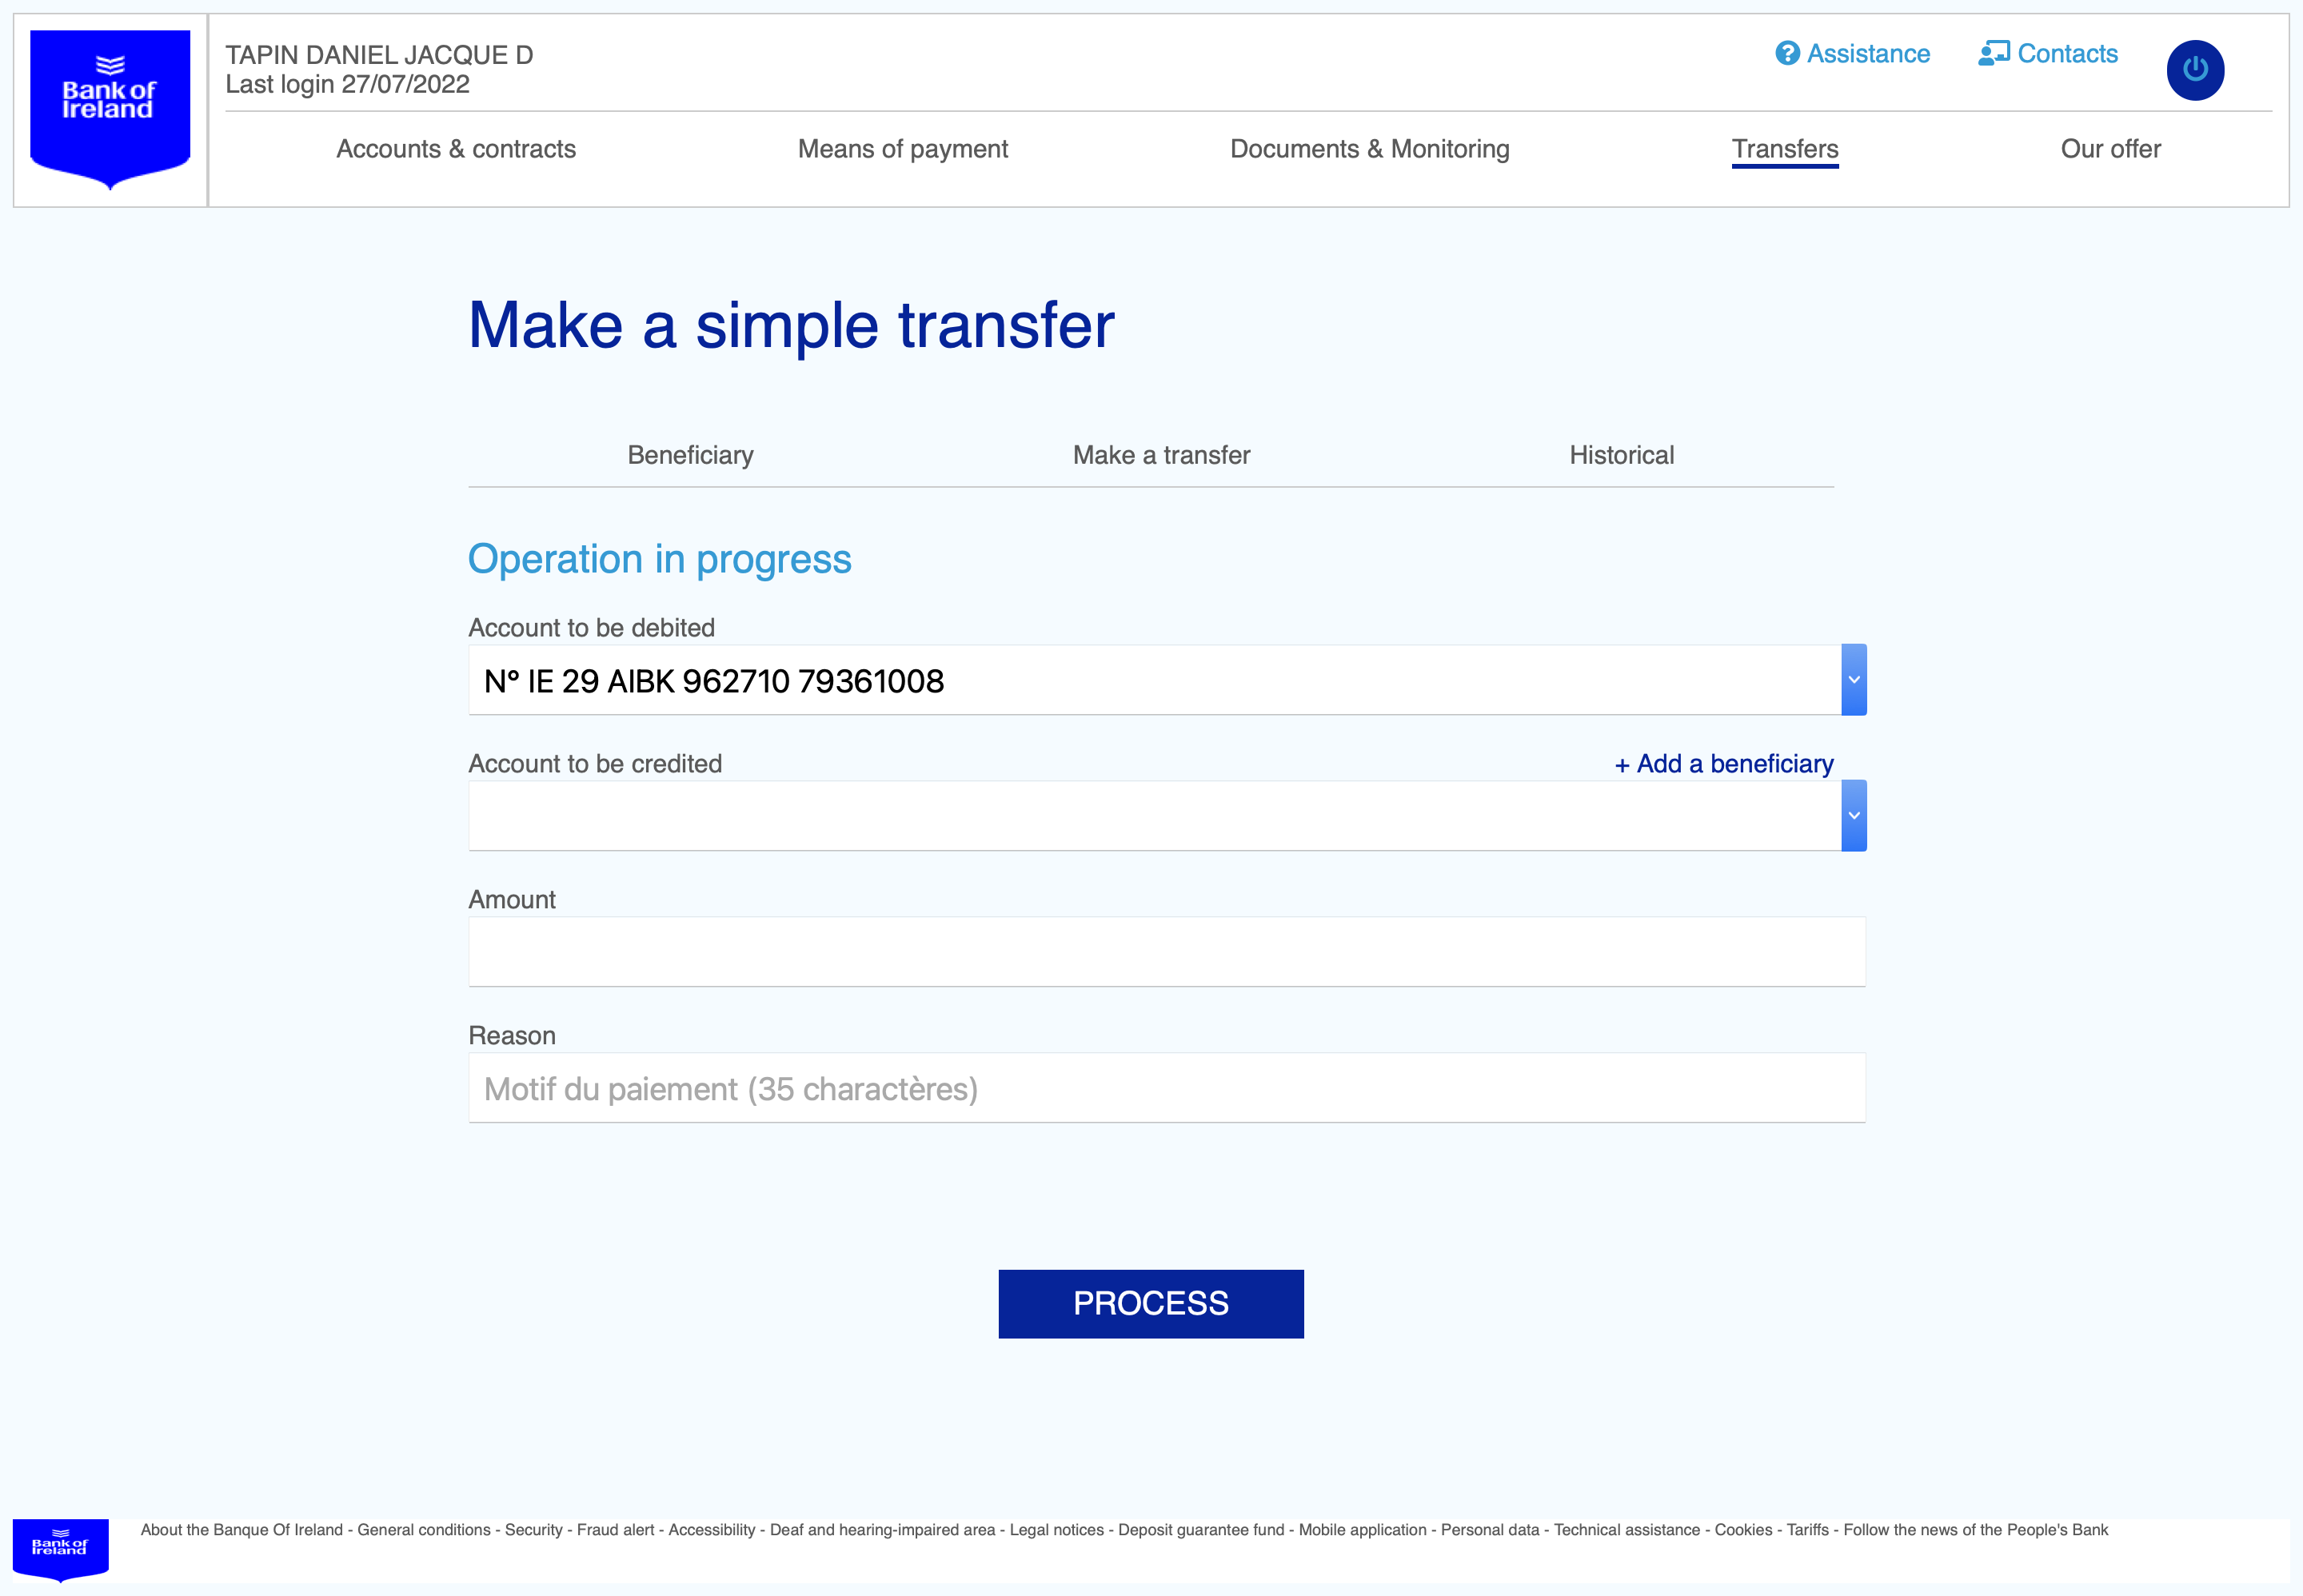 Bank of
Ireland
TAPIN DANIEL JACQUE D
Last login 27/07/2022
Assistance
Contacts
Accounts & contracts
Means of payment
Documents & Monitoring
Transfers
Our offer
Make a simple transfer
Beneficiary
Make a transfer
Historical
Operation in progress
Account to be debited
N° IE 29 AIBK 962710 79361008
Account to be credited
+ Add a beneficiary
Amount
Reason
Motif du paiement (35 charactères)
PROCESS
Bank of
Ireland
About the Banque Of Ireland - General conditions - Security - Fraud alert - Accessibility - Deaf and hearing-impaired area - Legal notices - Deposit guarantee fund - Mobile application - Personal data - Technical assistance - Cookies - Tariffs - Follow the news of the People's Bank